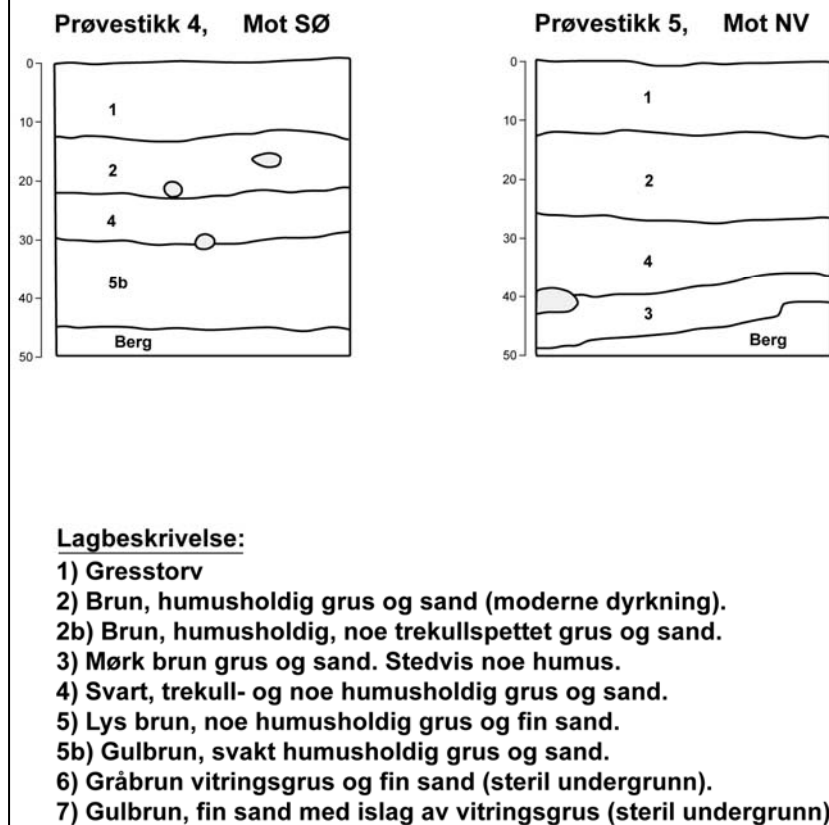 Prøvestikk 4, Mot SØ
0
10
20
30
40
50
1
2
4
5b
Berg
Prøvestikk 5, Mot NV
0
10
20
30
40
50
1
2
4
3
Berg
Lagbeskrivelse:
1) Gresstorv
2) Brun, humusholdig grus og sand (moderne dyrkning).
2b) Brun, humusholdig, noe trekullspettet grus og sand.
3) Mørk brun grus og sand. Stedvis noe humus.
4) Svart, trekull- og noe humusholdig grus og sand.
5) Lys brun, noe humusholdig grus og fin sand.
5b) Gulbrun, svakt humusholdig grus og sand.
6) Gråbrun vitringsgrus og fin sand (steril undergrunn).
7) Gulbrun, fin sand med islag av vitringsgrus (steril undergrunn)